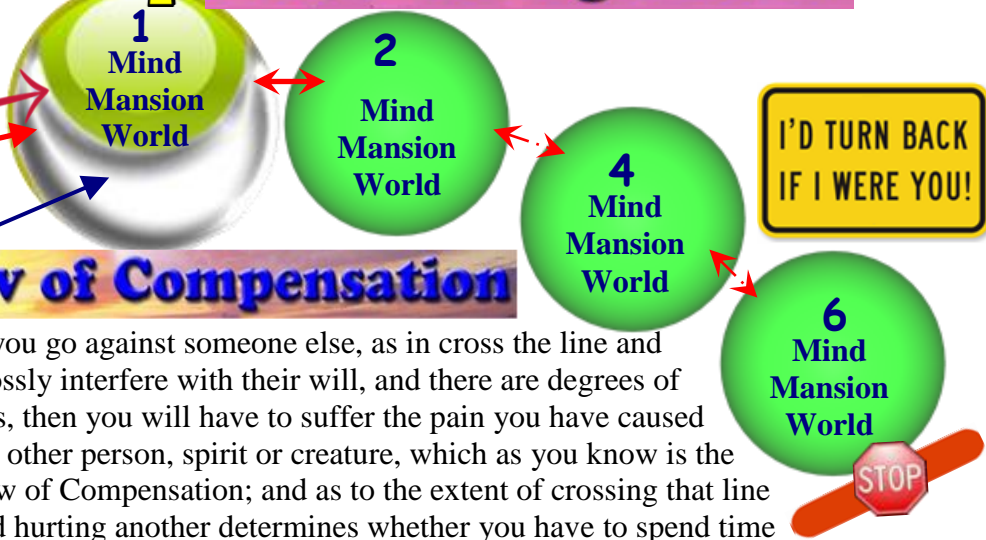 1
Mind
Mansion
World
2
Mind
Mansion
World
4
Mind
Mansion
World
6
Mind
Mansion
World
I'D TURN BACK
IF I WERE YOU!
STOP
w of Compensation
you go against someone else, as in cross the line and
ossly interfere with their will, and there are degrees of
s, then you will have to suffer the pain you have caused
other person, spirit or creature, which as you know is the
w of Compensation; and as to the extent of crossing that line
d hurting another determines whether you have to spend time